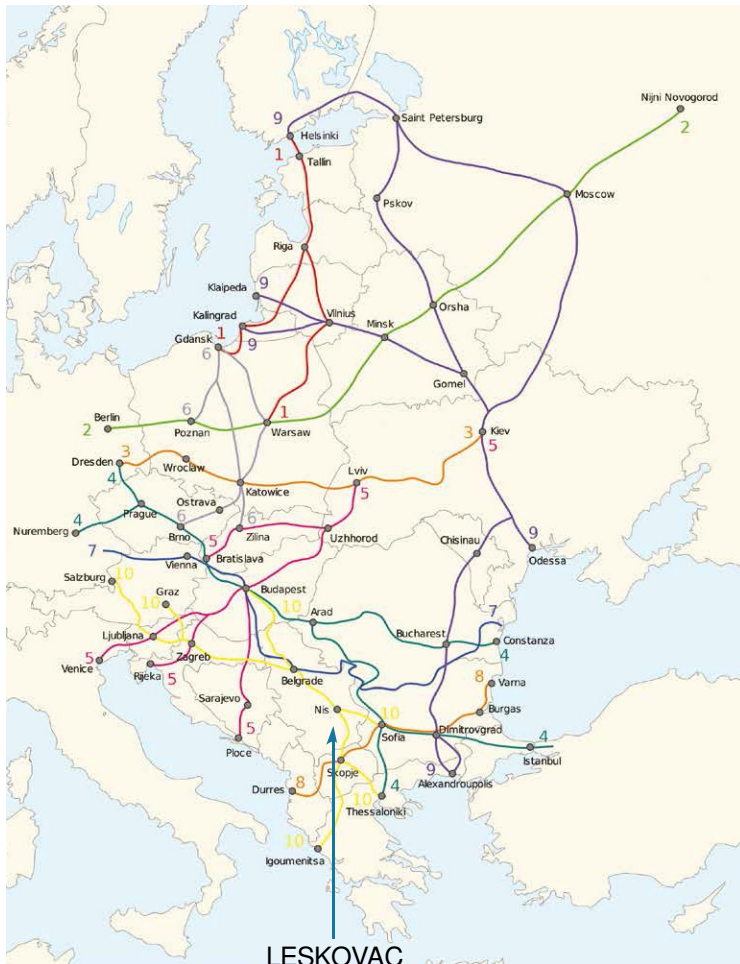 Nijni Novogorod
2
9
Helsinki
Saint Petersburg
1
Tallin
Moscow
Pskov
Riga
Klaipeda
9
Kalingrad
Vilnius
Orsha
Minsk
Gdansk
1
6
9
Gomel
Berlin
2
6
Poznan
1
Warsaw
3
Kiev
5
Dresden
3
Wroclaw
Lviv
5
4
Katowice
Ostrava
Prague
4
Nuremberg
6
Brno
6
Zilina
Uzhhorod
Chisinau
9
Odessa
7
5
Vienna
Bratislava
Salzburg
10
Graz
10
Budapest
10
Arad
7
Ljubljana
Bucharest
Constanza
4
Zagreb
Venice
5
Rijeka
5
Belgrade
8
Varna
Sarajevo
Burgas
Nis
10
Sofia
Dimitrovgrad
5
Ploce
4
Istanbul
Skopje
9
Alexandroupolis
Durres
8
10
4
Thessaloniki
10
Igoumenitsa
LESKOVAC